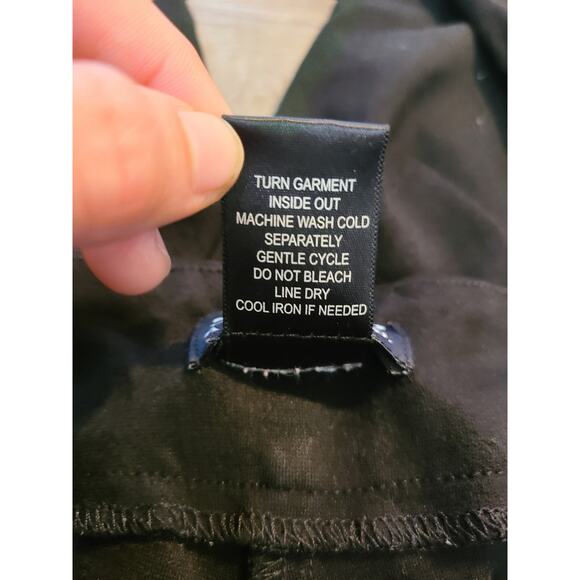 TURN GARMENT
INSIDE OUT
MACHINE WASH COLD
SEPARATELY
GENTLE CYCLE
DO NOT BLEACH
LINE DRY
COOL IRON IF NEEDED